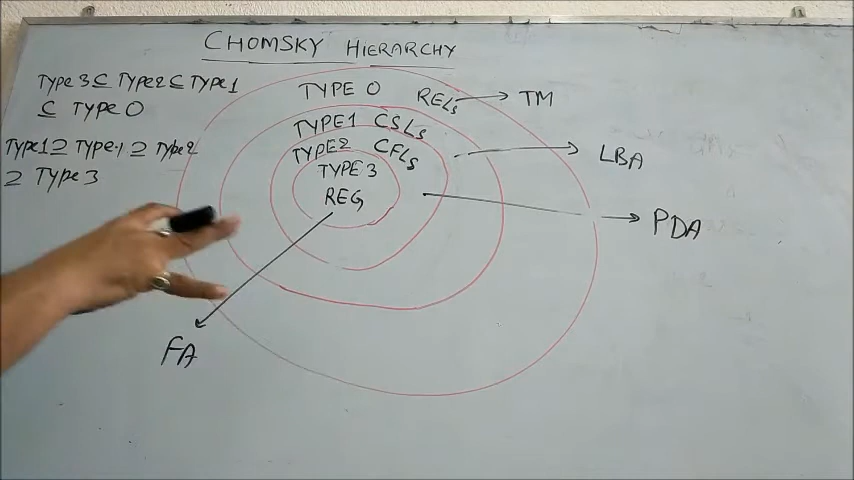 CHOMSKY HIERARCHY
Type 3 ⊆ Type 2 ⊆ Type 1
⊆ TYPE 0
Type 1 ⊇ Type 1 ⊇ Type 2
⊇ Type 3
TYPE 0
RELs
TM
TYPE 1 CSLs
TYPE 2 CFLs
TYPE 3
REG
LBA
PDA
FA